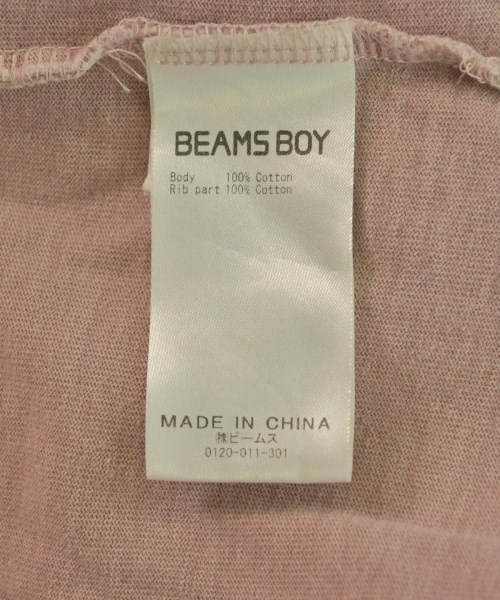 BEAMS BOY
Body 100% Cotton
Rib part 100% Cotton
MADE IN CHINA
㈱ビームス
0120-011-301